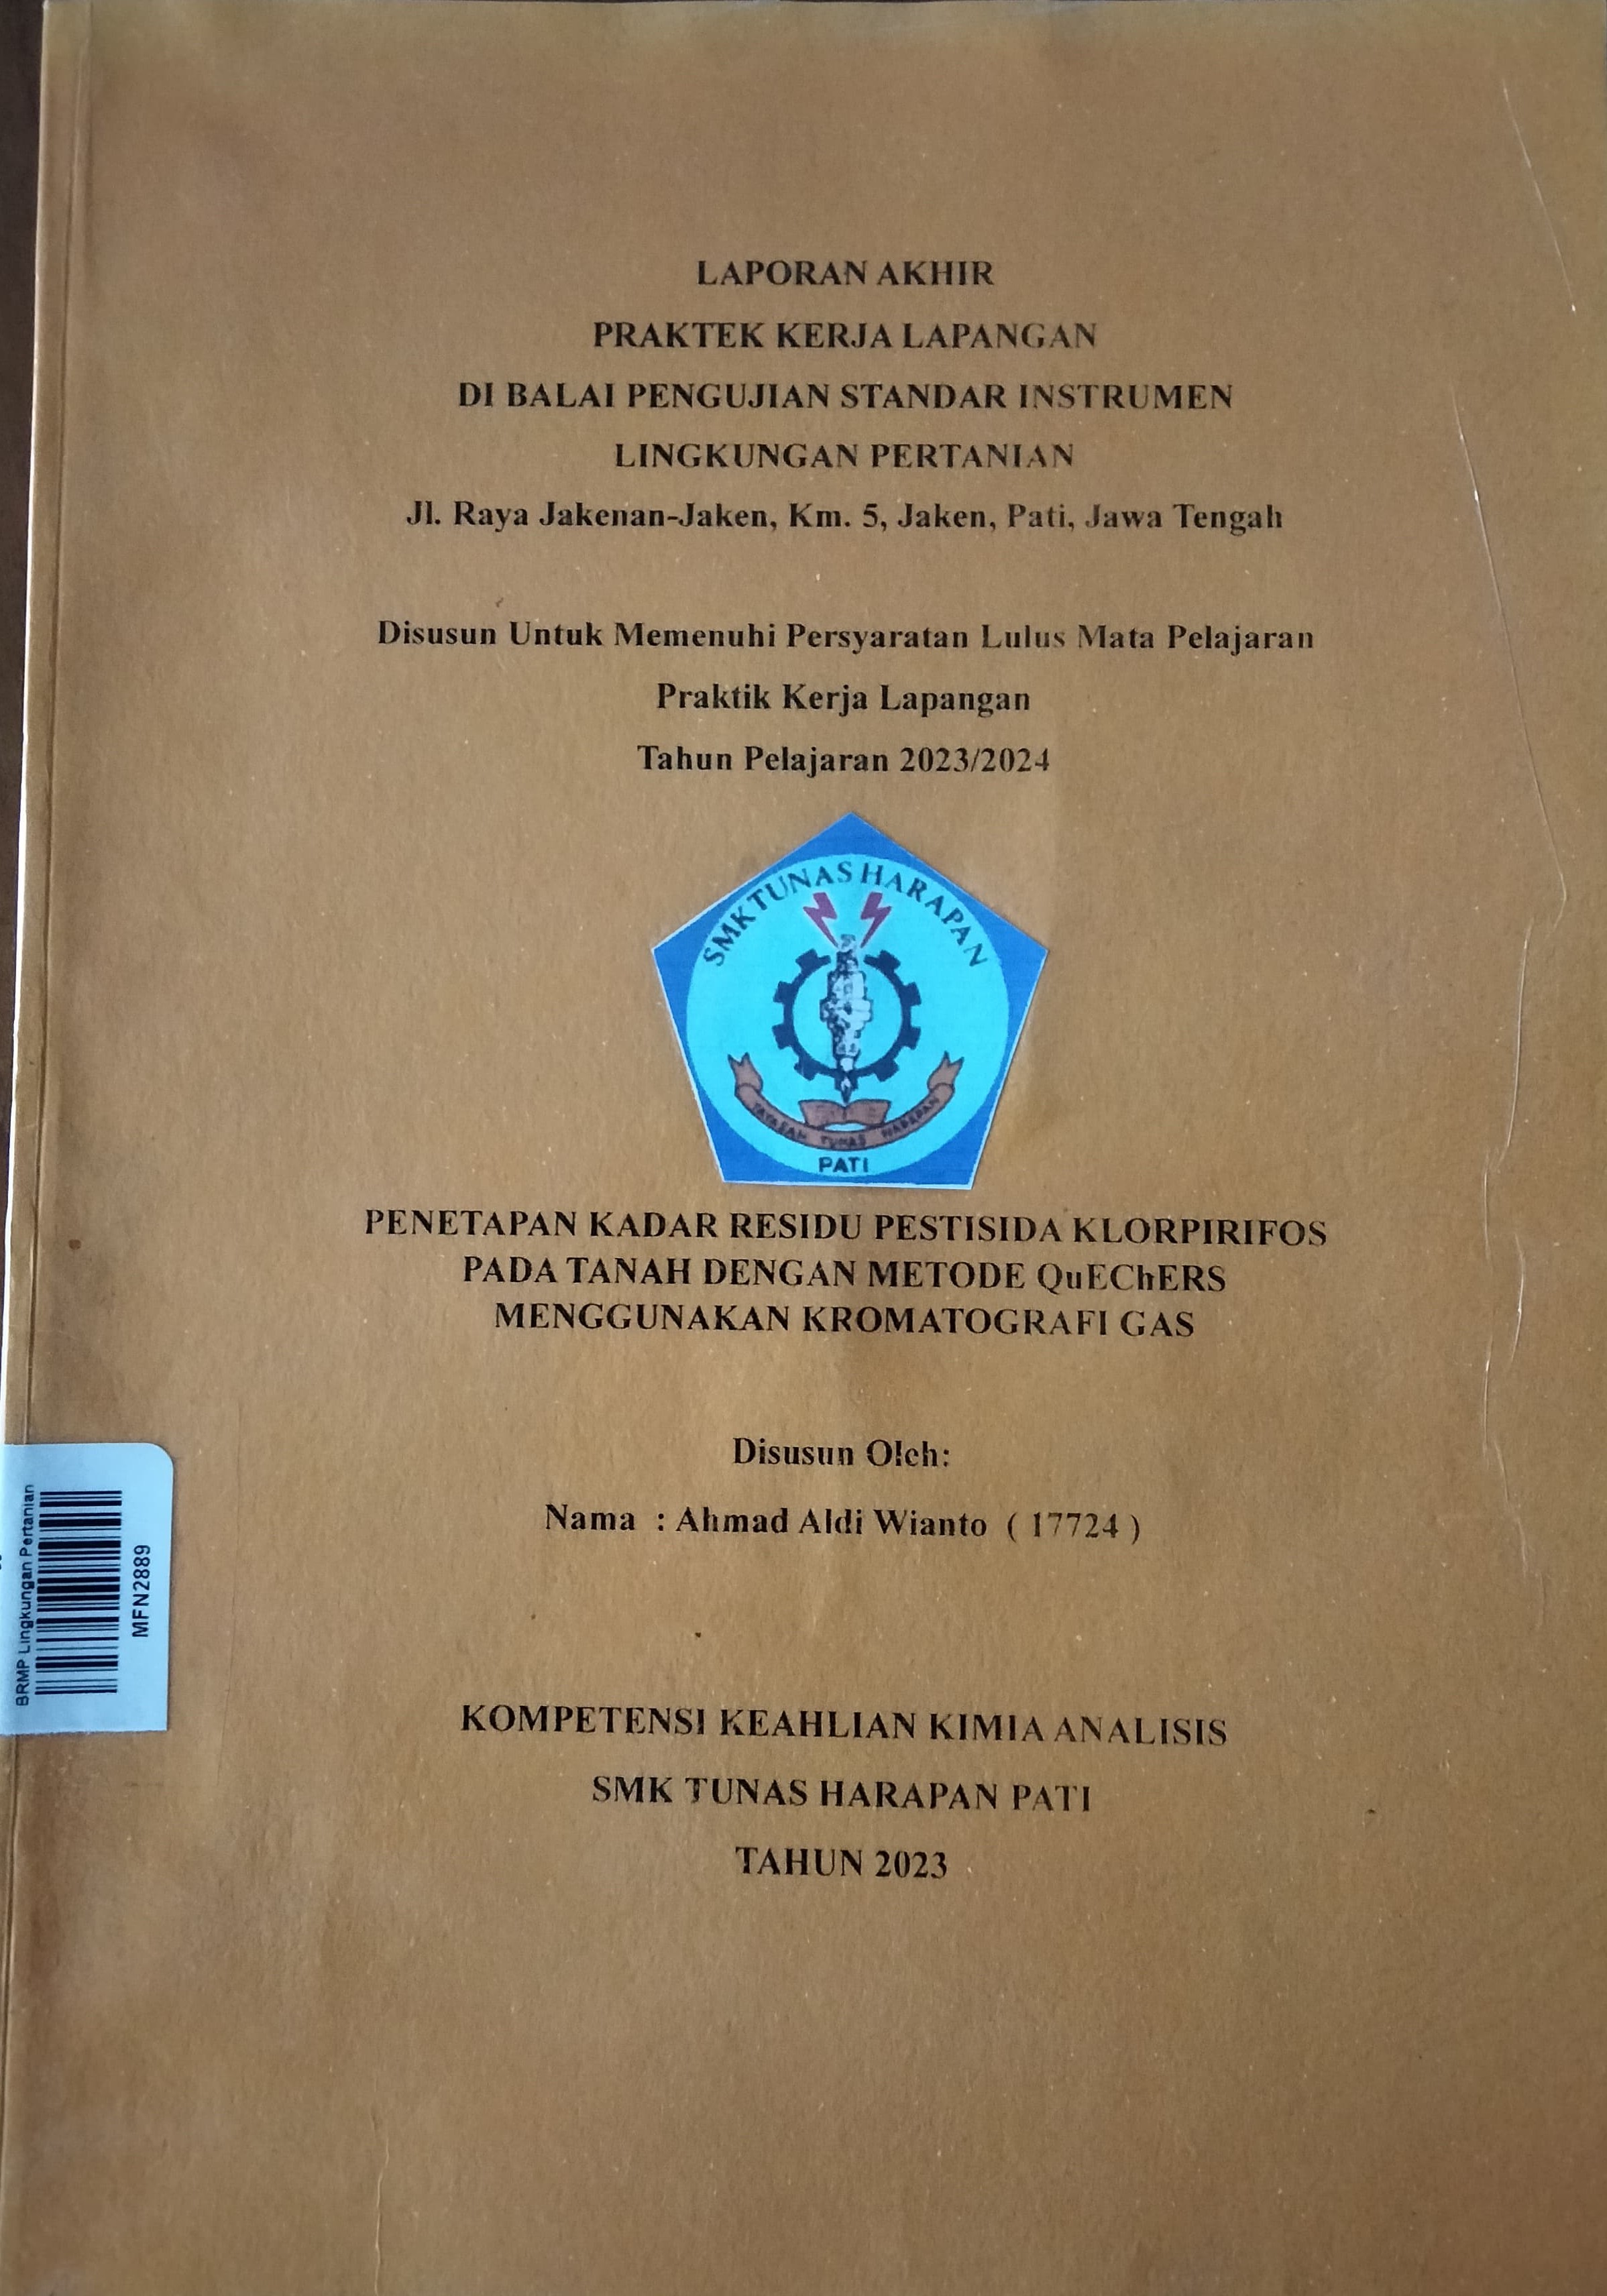 LAPORAN AKHIR
PRAKTEK KERJA LAPANGAN
DI BALAI PENGUJIAN STANDAR INSTRUMEN
LINGKUNGAN PERTANIAN
Jl. Raya Jakenan-Jaken, Km. 5, Jaken, Pati, Jawa Tengah
Disusun Untuk Memenuhi Persyaratan Lulus Mata Pelajaran
Praktik Kerja Lapangan
Tahun Pelajaran 2023/2024
SMK TUNAS HARAPAN
YAYASAN TUNAS HARAPAN
PATI
PENETAPAN KADAR RESIDU PESTISIDA KLORPIRIFOS
PADA TANAH DENGAN METODE QuEChERS
MENGGUNAKAN KROMATOGRAFI GAS
Disusun Oleh:
Nama : Ahmad Aldi Wianto ( 17724 )
BRMP Lingkungan Pertanian
MFN2889
KOMPETENSI KEAHLIAN KIMIA ANALISIS
SMK TUNAS HARAPAN PATI
TAHUN 2023